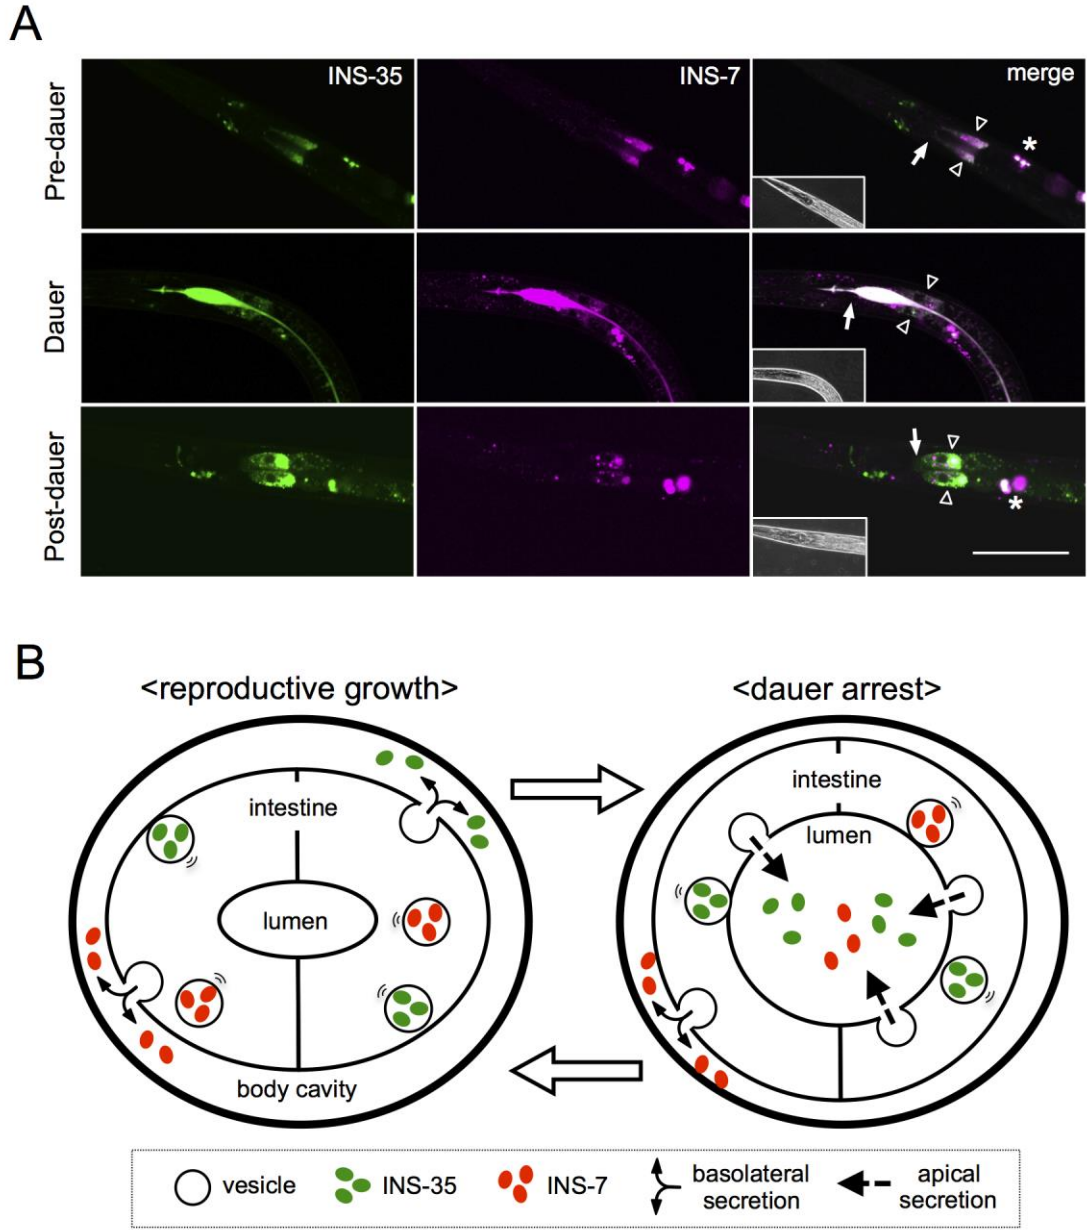 A
INS-35
INS-7
merge
Pre-dauer
*
Dauer
Post-dauer
*
B
<reproductive growth>
<dauer arrest>
intestine
lumen
body cavity
intestine
lumen
vesicle
INS-35
INS-7
basolateral
secretion
apical
secretion